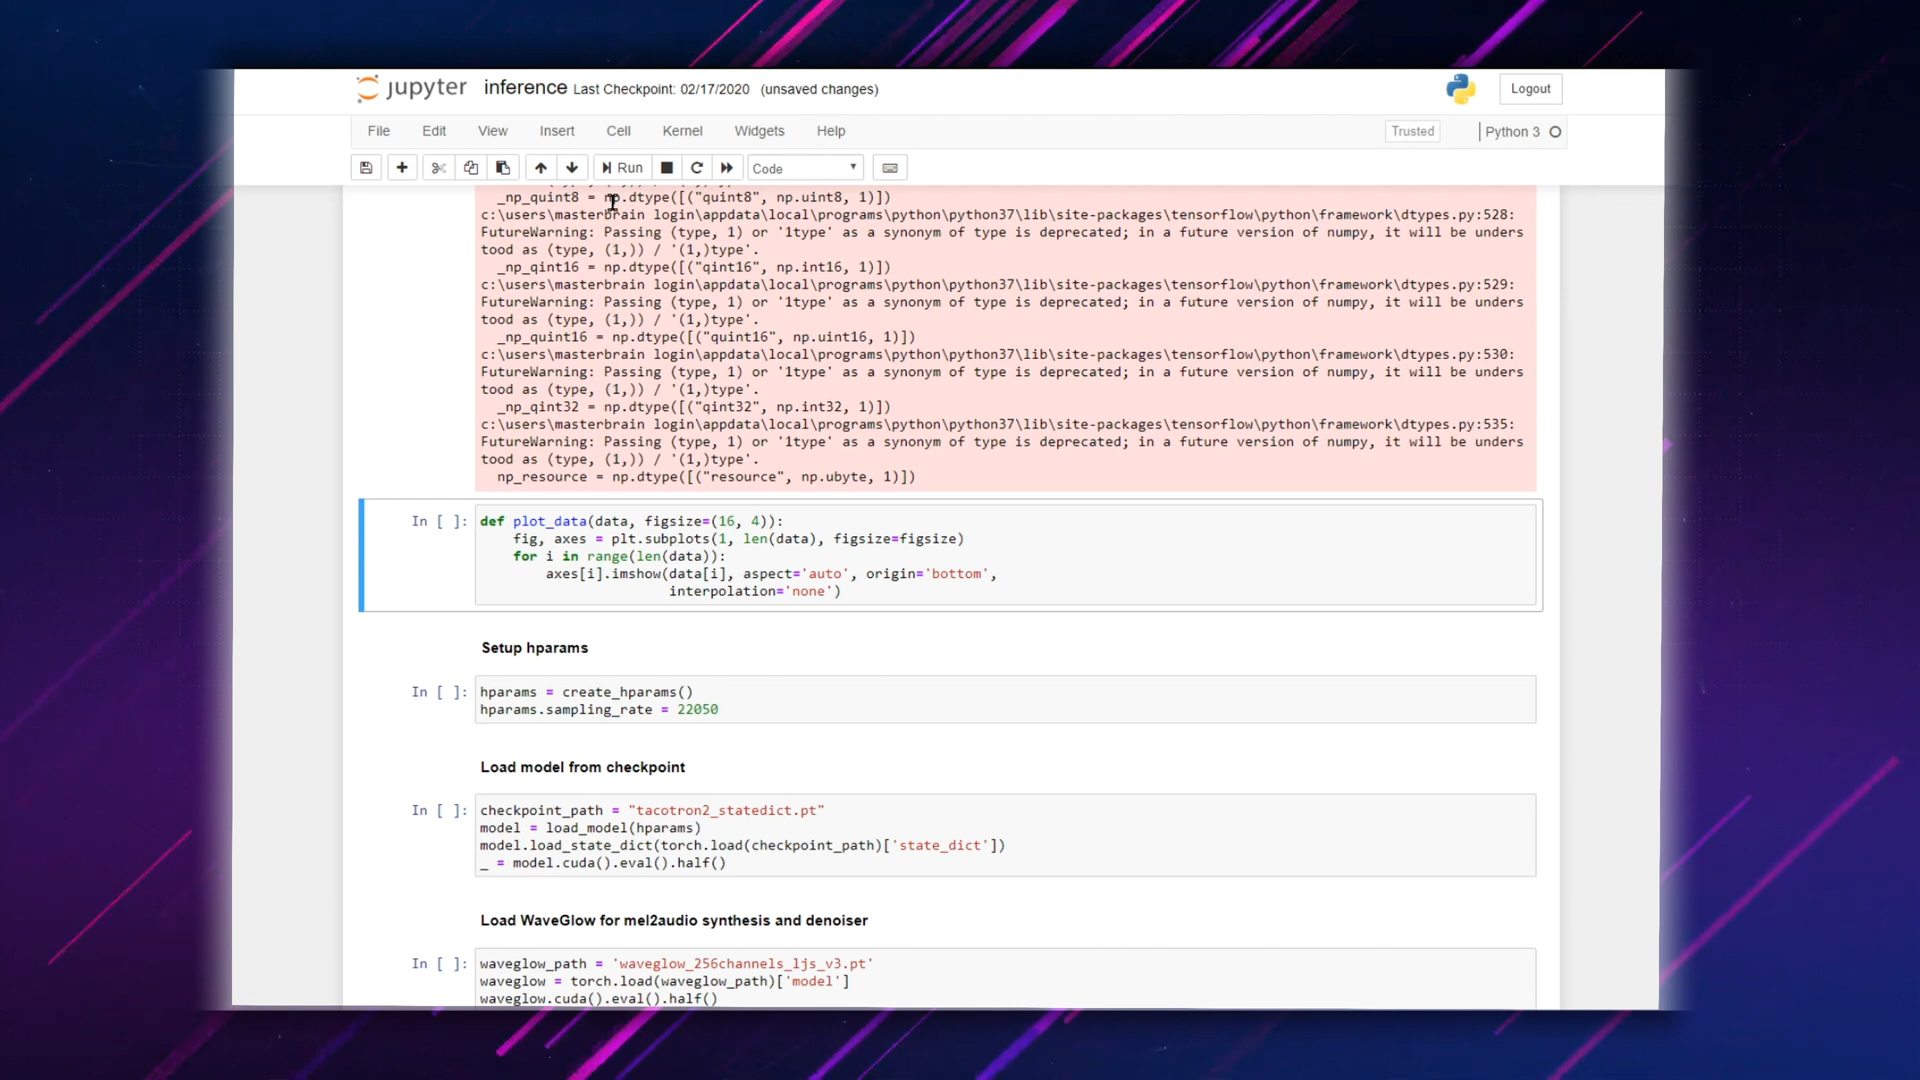 jupyter inference Last Checkpoint: 02/17/2020 (unsaved changes) Logout
File Edit View Insert Cell Kernel Widgets Help Trusted Python 3
Run Code
_np_quint8 = np.dtype([("quint8", np.uint8, 1)])
c:\users\masterbrain login\appdata\local\programs\python\python37\lib\site-packages\tensorflow\python\framework\dtypes.py:528:
FutureWarning: Passing (type, 1) or '1type' as a synonym of type is deprecated; in a future version of numpy, it will be unders
tood as (type, (1,)) / '(1,)type'.
_np_qint16 = np.dtype([("qint16", np.int16, 1)])
c:\users\masterbrain login\appdata\local\programs\python\python37\lib\site-packages\tensorflow\python\framework\dtypes.py:529:
FutureWarning: Passing (type, 1) or '1type' as a synonym of type is deprecated; in a future version of numpy, it will be unders
tood as (type, (1,)) / '(1,)type'.
_np_quint16 = np.dtype([("quint16", np.uint16, 1)])
c:\users\masterbrain login\appdata\local\programs\python\python37\lib\site-packages\tensorflow\python\framework\dtypes.py:530:
FutureWarning: Passing (type, 1) or '1type' as a synonym of type is deprecated; in a future version of numpy, it will be unders
tood as (type, (1,)) / '(1,)type'.
_np_qint32 = np.dtype([("qint32", np.int32, 1)])
c:\users\masterbrain login\appdata\local\programs\python\python37\lib\site-packages\tensorflow\python\framework\dtypes.py:535:
FutureWarning: Passing (type, 1) or '1type' as a synonym of type is deprecated; in a future version of numpy, it will be unders
tood as (type, (1,)) / '(1,)type'.
np_resource = np.dtype([("resource", np.ubyte, 1)])
In [ ]: def plot_data(data, figsize=(16, 4)):
fig, axes = plt.subplots(1, len(data), figsize=figsize)
for i in range(len(data)):
axes[i].imshow(data[i], aspect='auto', origin='bottom',
interpolation='none')
Setup hparams
In [ ]: hparams = create_hparams()
hparams.sampling_rate = 22050
Load model from checkpoint
In [ ]: checkpoint_path = "tacotron2_statedict.pt"
model = load_model(hparams)
model.load_state_dict(torch.load(checkpoint_path)['state_dict'])
_ = model.cuda().eval().half()
Load WaveGlow for mel2audio synthesis and denoiser
In [ ]: waveglow_path = 'waveglow_256channels_ljs_v3.pt'
waveglow = torch.load(waveglow_path)['model']
waveglow.cuda().eval().half()